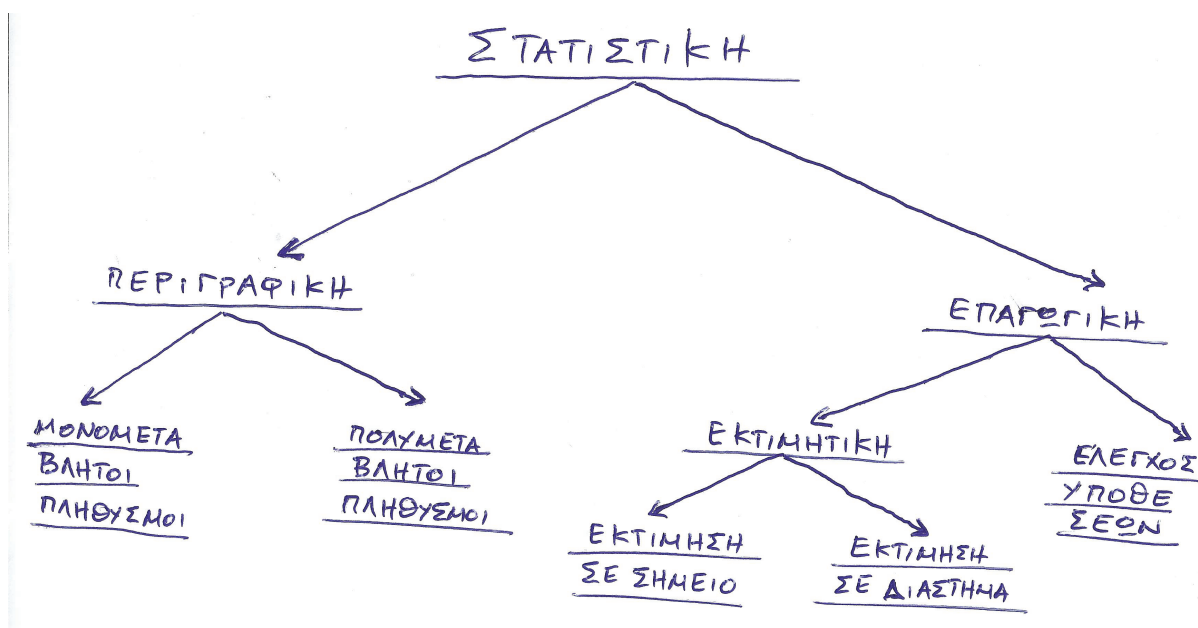 ΣΤΑΤΙΣΤΙΚΗ
ΠΕΡΙΓΡΑΦΙΚΗ
ΕΠΑΓΩΓΙΚΗ
ΜΟΝΟΜΕΤΑ
ΒΛΗΤΟΙ
ΠΛΗΘΥΣΜΟΙ
ΠΟΛΥΜΕΤΑ
ΒΛΗΤΟΙ
ΠΛΗΘΥΣΜΟΙ
ΕΚΤΙΜΗΤΙΚΗ
ΕΚΤΙΜΗΣΗ
ΣΕ ΣΗΜΕΙΟ
ΕΚΤΙΜΗΣΗ
ΣΕ ΔΙΑΣΤΗΜΑ
ΕΛΕΓΧΟΣ
ΥΠΟΘΕ
ΣΕΩΝ